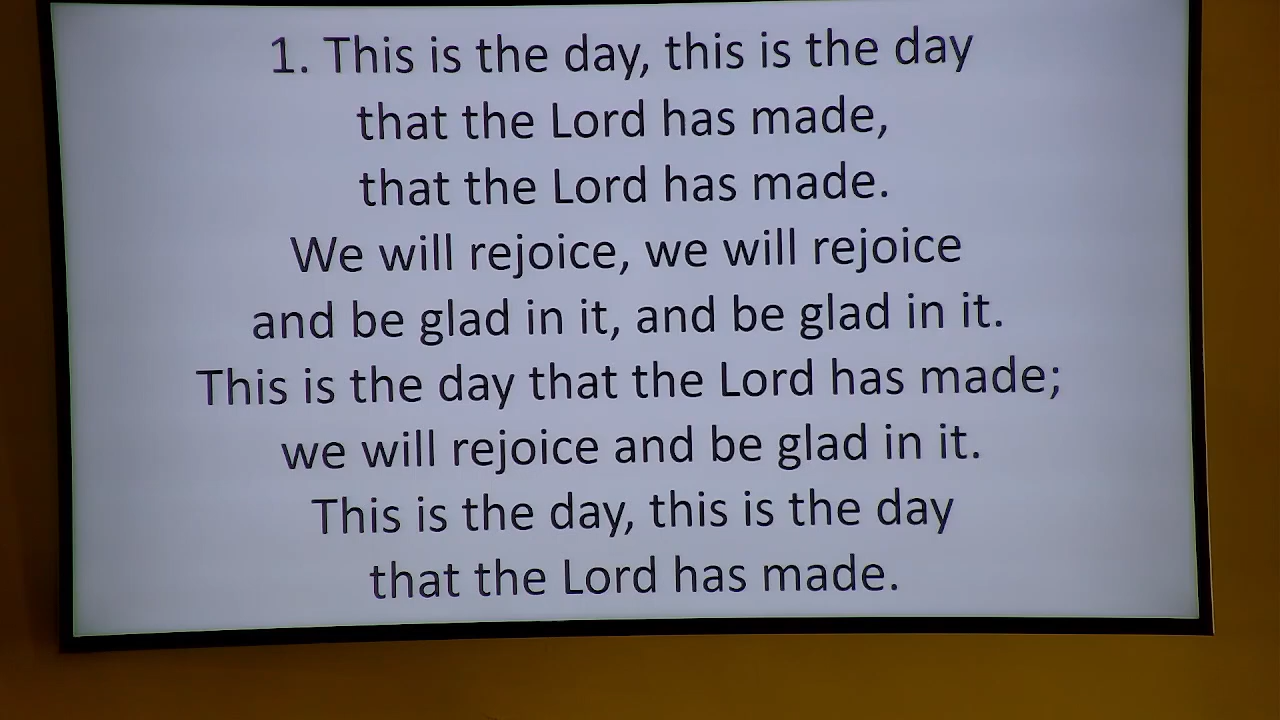 1. This is the day, this is the day
that the Lord has made,
that the Lord has made.
We will rejoice, we will rejoice
and be glad in it, and be glad in it.
This is the day that the Lord has made;
we will rejoice and be glad in it.
This is the day, this is the day
that the Lord has made.